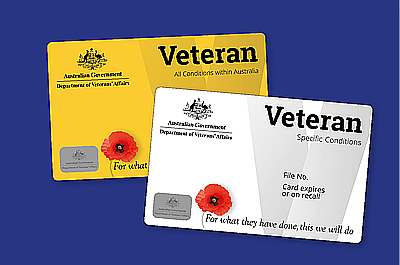 Veteran
All Conditions within Australia
Australian Government
Department of Veterans' Affairs
For what
Veteran
Specific Conditions
Australian Government
Department of Veterans' Affairs
File No.
Card expires
or on recall
For what they have done, this we will do